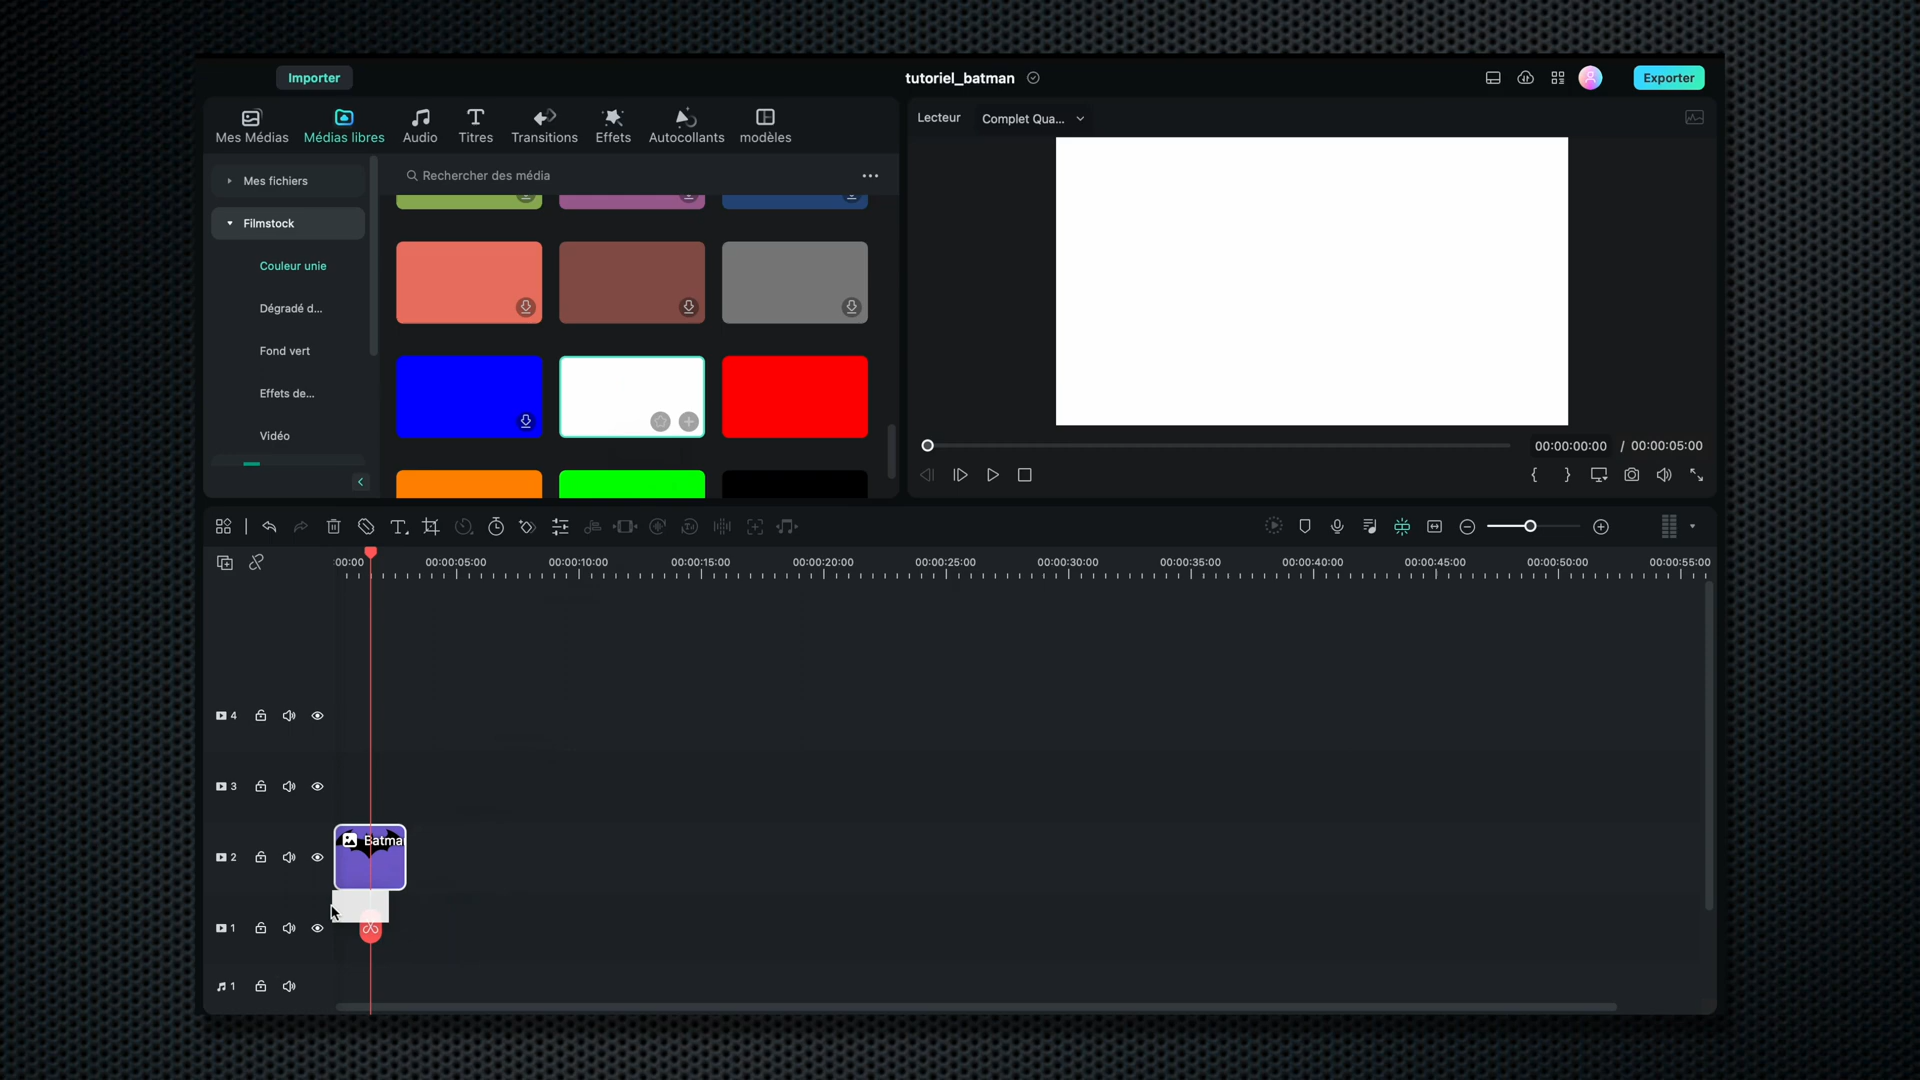 Importer
tutoriel_batman
Exporter
Mes Médias
Médias libres
Audio
Titres
Transitions
Effets
Autocollants
modèles
Lecteur
Complet Qua...
Mes fichiers
Rechercher des média
Filmstock
Couleur unie
Dégradé d...
Fond vert
Effets de...
Vidéo
00:00:00:00 / 00:00:05:00
:00:00
00:00:05:00
00:00:10:00
00:00:15:00
00:00:20:00
00:00:25:00
00:00:30:00
00:00:35:00
00:00:40:00
00:00:45:00
00:00:50:00
00:00:55:00
4
3
Batma
2
1
1